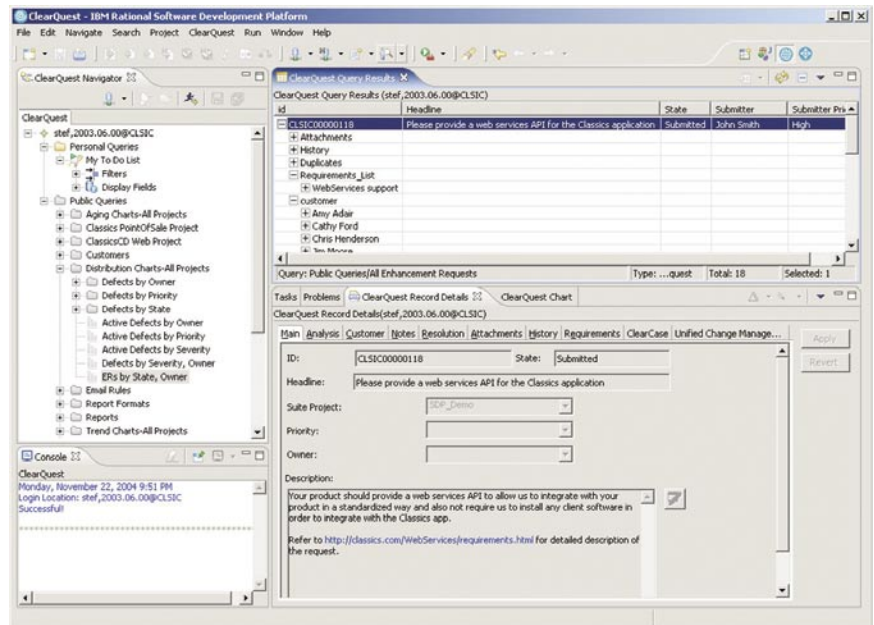 ClearQuest - IBM Rational Software Development Platform
File Edit Navigate Search Project ClearQuest Run Window Help
ClearQuest Navigator
ClearQuest
stef,2003.06.00@CLSIC
Personal Queries
My To Do List
Filters
Display Fields
Public Queries
Aging Charts-All Projects
Classics PointOfSale Project
ClassicsCD Web Project
Customers
Distribution Charts-All Projects
Defects by Owner
Defects by Priority
Defects by State
Active Defects by Owner
Active Defects by Priority
Active Defects by Severity
Defects by Severity, Owner
ERs by State, Owner
Email Rules
Report Formats
Reports
Trend Charts-All Projects
Console
ClearQuest
Monday, November 22, 2004 9:51 PM
Login Location: stef,2003.06.00@CLSIC
Successful!
ClearQuest Query Results
ClearQuest Query Results (stef,2003.06.00@CLSIC)
id Headline State Submitter Submitter Pri
CLSIC00000118 Please provide a web services API for the Classics application Submitted John Smith High
Attachments
History
Duplicates
Requirements_List
WebServices support
customer
Amy Adair
Cathy Ford
Chris Henderson
Jim Moore
Query: Public Queries/All Enhancement Requests Type: ...quest Total: 18 Selected: 1
Tasks Problems ClearQuest Record Details ClearQuest Chart
ClearQuest Record Details(stef,2003.06.00@CLSIC)
Main Analysis Customer Notes Resolution Attachments History Requirements ClearCase Unified Change Manage...
Apply
Revert
ID: CLSIC00000118 State: Submitted
Headline: Please provide a web services API for the Classics application
Suite Project: SDP_Demo
Priority:
Owner:
Description:
Your product should provide a web services API to allow us to integrate with your
product in a standardized way and also not require us to install any client software in
order to integrate with the Classics app.
Refer to http://classics.com/WebServices/requirements.html for detailed description of
the request.